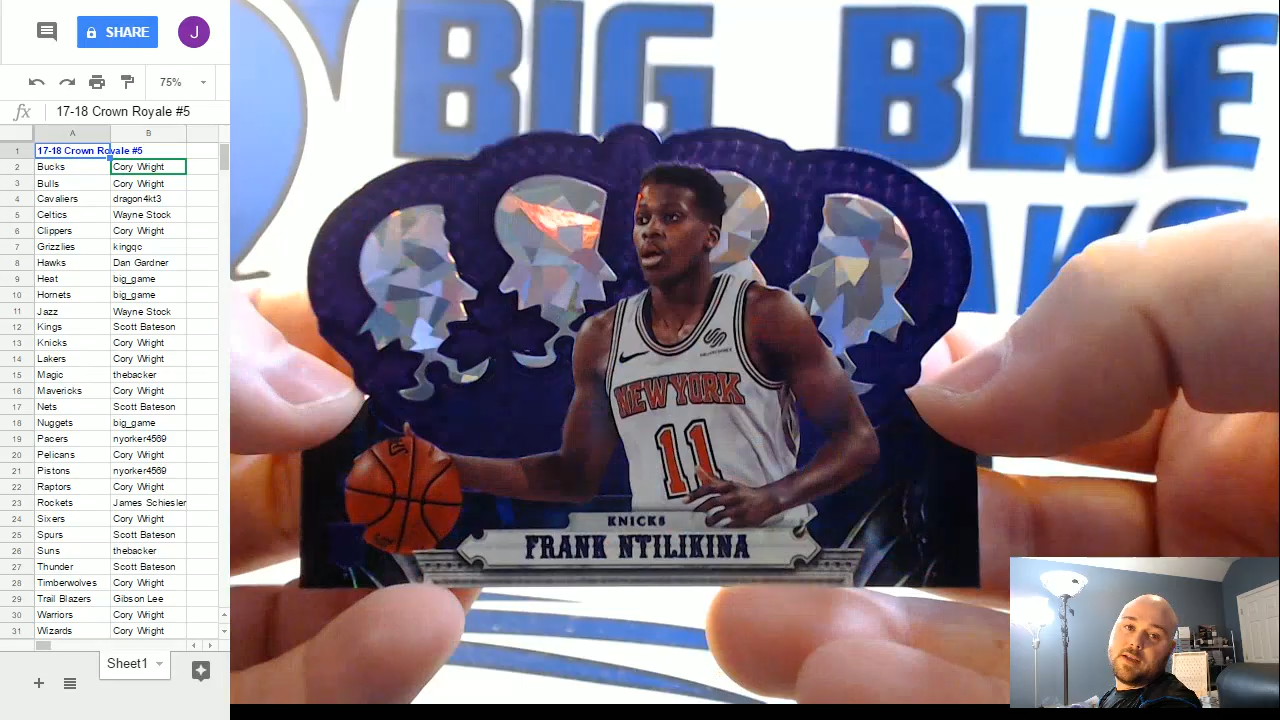 SHARE
J
75%
fx
17-18 Crown Royale #5
A B
1 17-18 Crown Royale #5
2 Bucks Cory Wright
3 Bulls Cory Wright
4 Cavaliers dragon4kt3
5 Celtics Wayne Stock
6 Clippers Cory Wright
7 Grizzlies kingqc
8 Hawks Dan Gardner
9 Heat big_game
10 Hornets big_game
11 Jazz Wayne Stock
12 Kings Scott Bateson
13 Knicks Cory Wright
14 Lakers Cory Wright
15 Magic thebacker
16 Mavericks Cory Wright
17 Nets Scott Bateson
18 Nuggets big_game
19 Pacers nyorker4569
20 Pelicans Cory Wright
21 Pistons nyorker4569
22 Raptors Cory Wright
23 Rockets James Schiesler
24 Sixers Cory Wright
25 Spurs Scott Bateson
26 Suns thebacker
27 Thunder Scott Bateson
28 Timberwolves Cory Wright
29 Trail Blazers Gibson Lee
30 Warriors Cory Wright
31 Wizards Cory Wright
Sheet1
BIG BLUE
NEW YORK
11
KNICKS
FRANK NTILIKINA